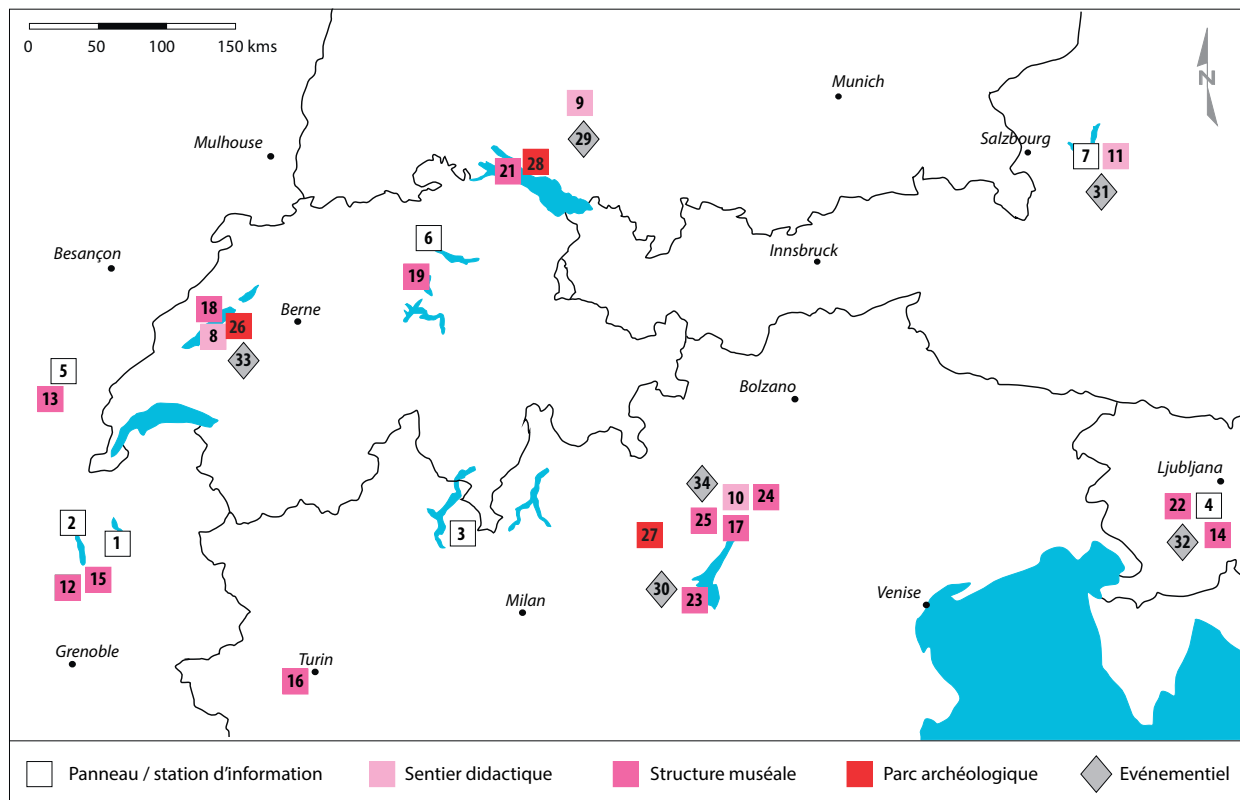 0 50 100 150 kms
N
Munich
9
Mulhouse
29
Salzbourg
7 11
21 28
31
6
Besançon
Innsbruck
19
18
Berne
26
8
33
5
Bolzano
13
Ljubljana
34
10 24
22 4
2
25 17
3
27
1
32 14
15
12
30
23
Venise
Milan
Grenoble
Turin
16
Panneau / station d'information
Sentier didactique
Structure muséale
Parc archéologique
Evénementiel